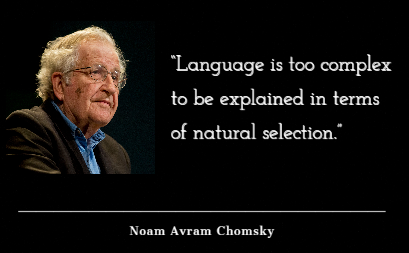 “Language is too complex
to be explained in terms
of natural selection.”
Noam Avram Chomsky